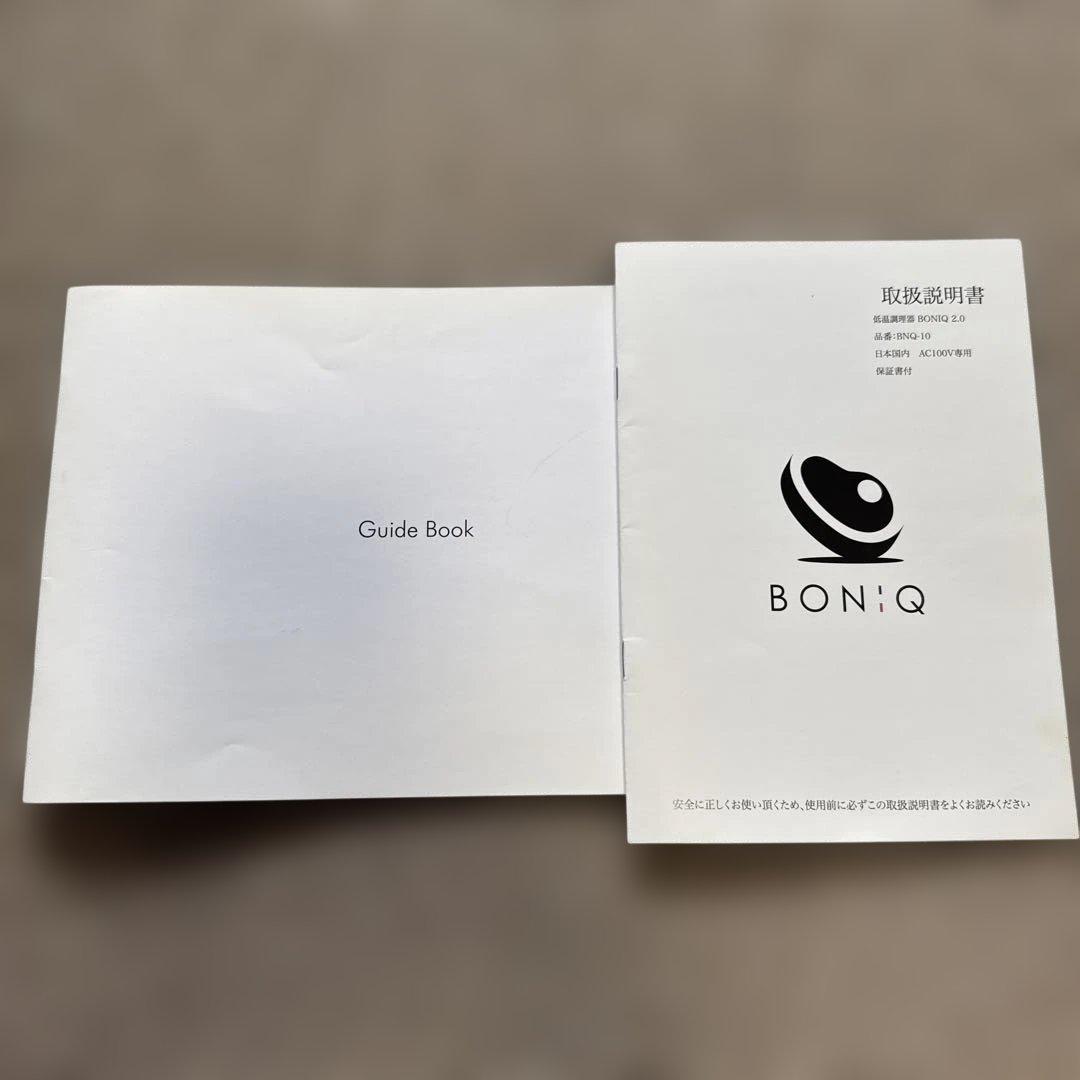 Guide Book
取扱説明書
低温調理器 BONIQ 2.0
品番:BNQ-10
日本国内　AC100V専用
保証書付
BONIQ
安全に正しくお使い頂くため、使用前に必ずこの取扱説明書をよくお読みください